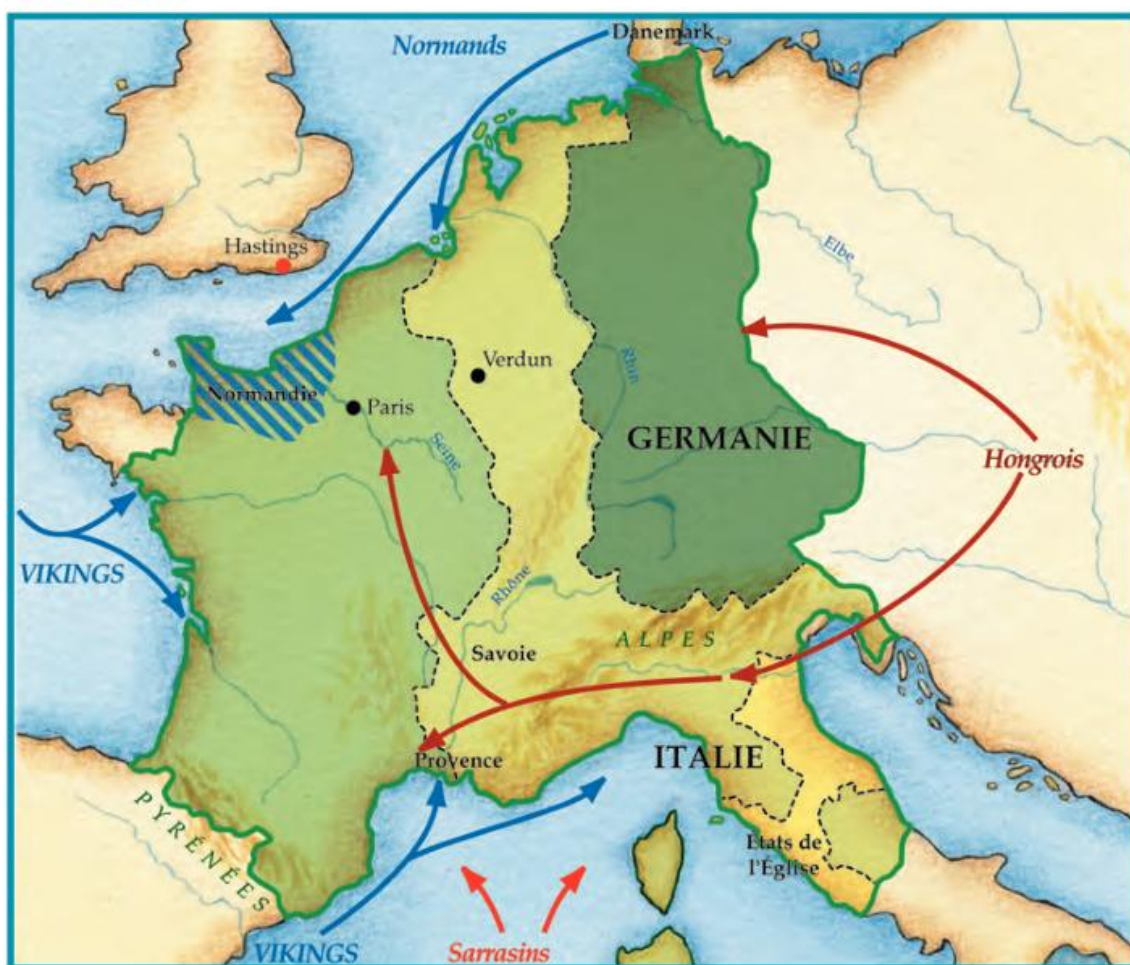 Normands
Danemark
Hastings
Elbe
Verdun
Rhin
Normandie
Paris
Seine
GERMANIE
Hongrois
VIKINGS
Rhône
ALPES
Savoie
Provence
ITALIE
PYRÉNÉES
États de
l'Église
VIKINGS
Sarrasins